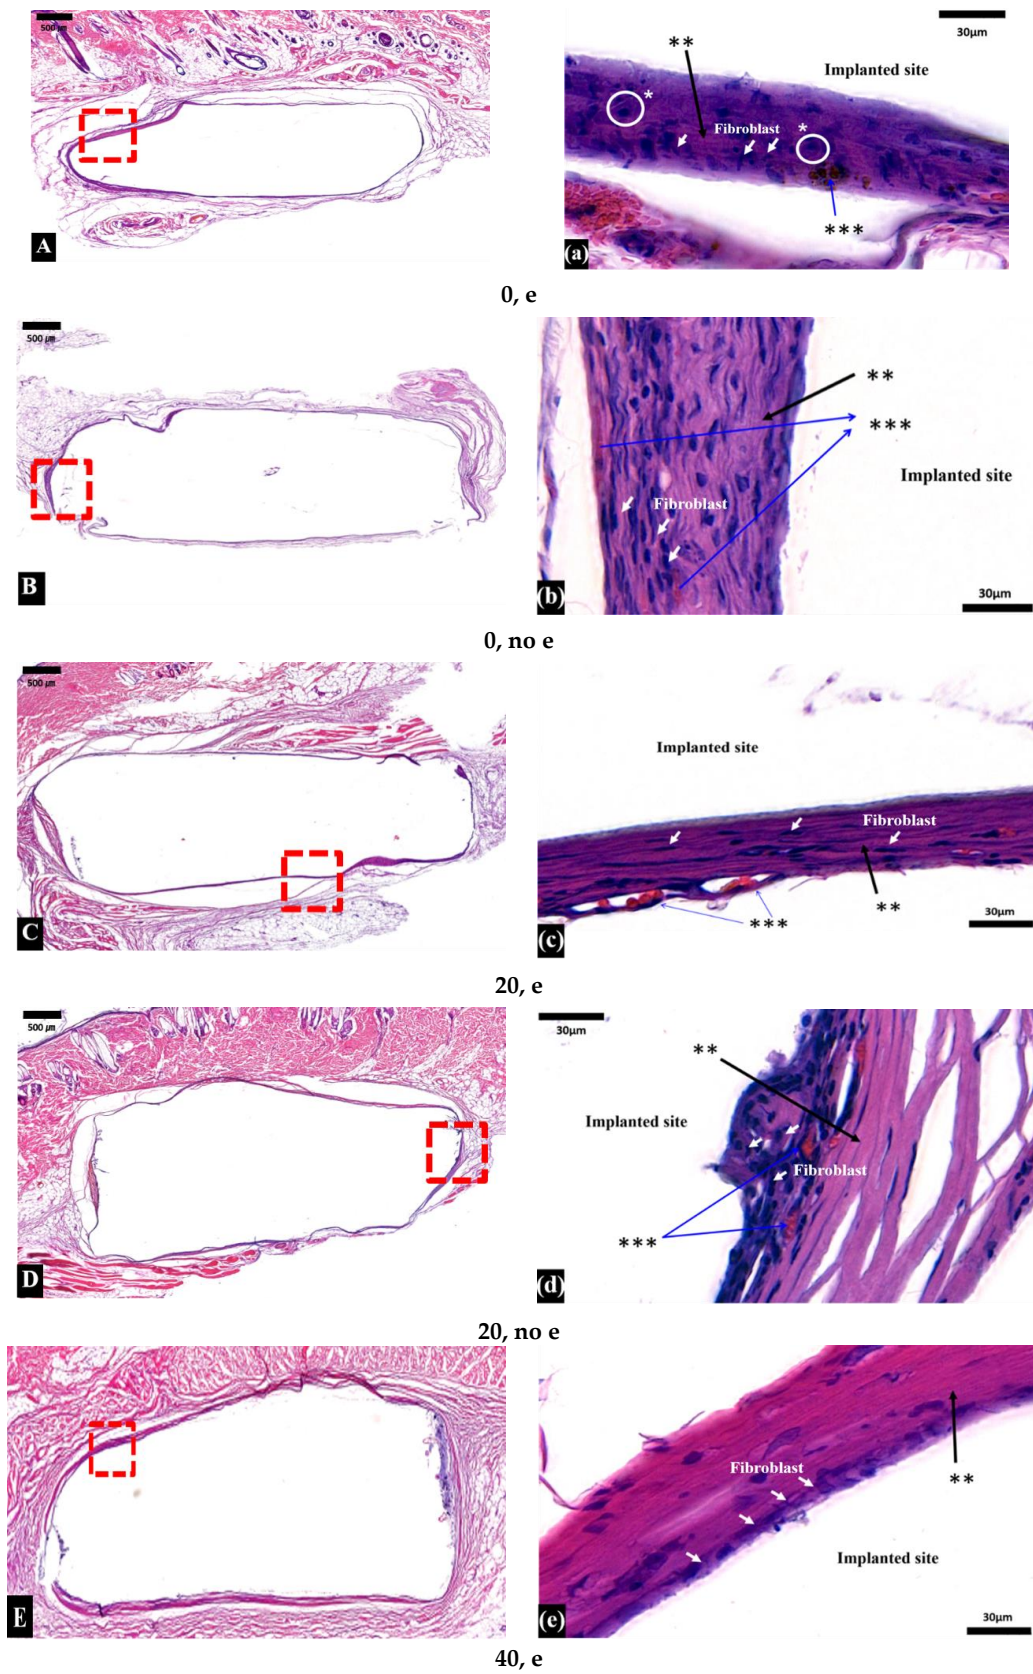 500 µm
A
30µm
**
Implanted site
*
Fibroblast
*
***
(a)
0, e
500 µm
B
**
***
Implanted site
Fibroblast
(b)
30µm
0, no e
500 µm
C
Implanted site
Fibroblast
**
***
(c)
30µm
20, e
500 µm
D
30µm
**
Implanted site
Fibroblast
***
(d)
20, no e
E
Fibroblast
**
Implanted site
(e)
30µm
40, e